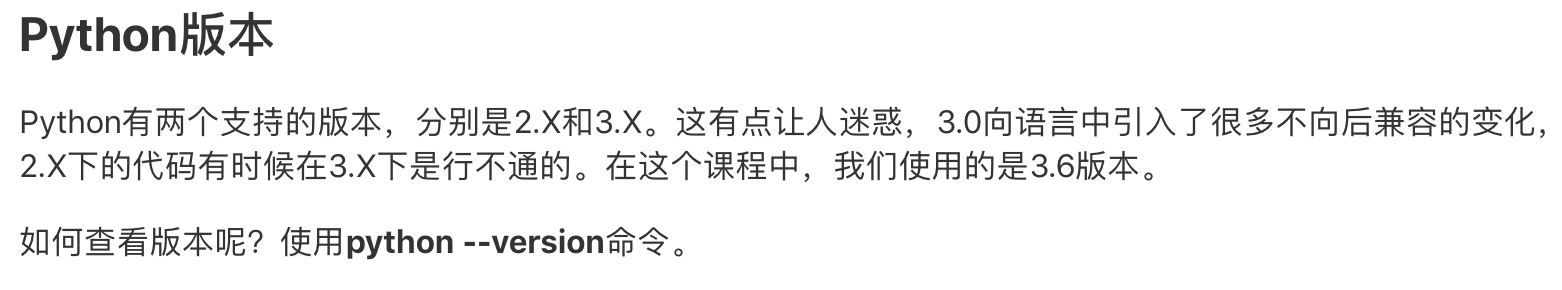 Python版本
Python有两个支持的版本，分别是2.X和3.X。这有点让人迷惑，3.0向语言中引入了很多不向后兼容的变化，
2.X下的代码有时候在3.X下是行不通的。在这个课程中，我们使用的是3.6版本。
如何查看版本呢？使用python --version命令。